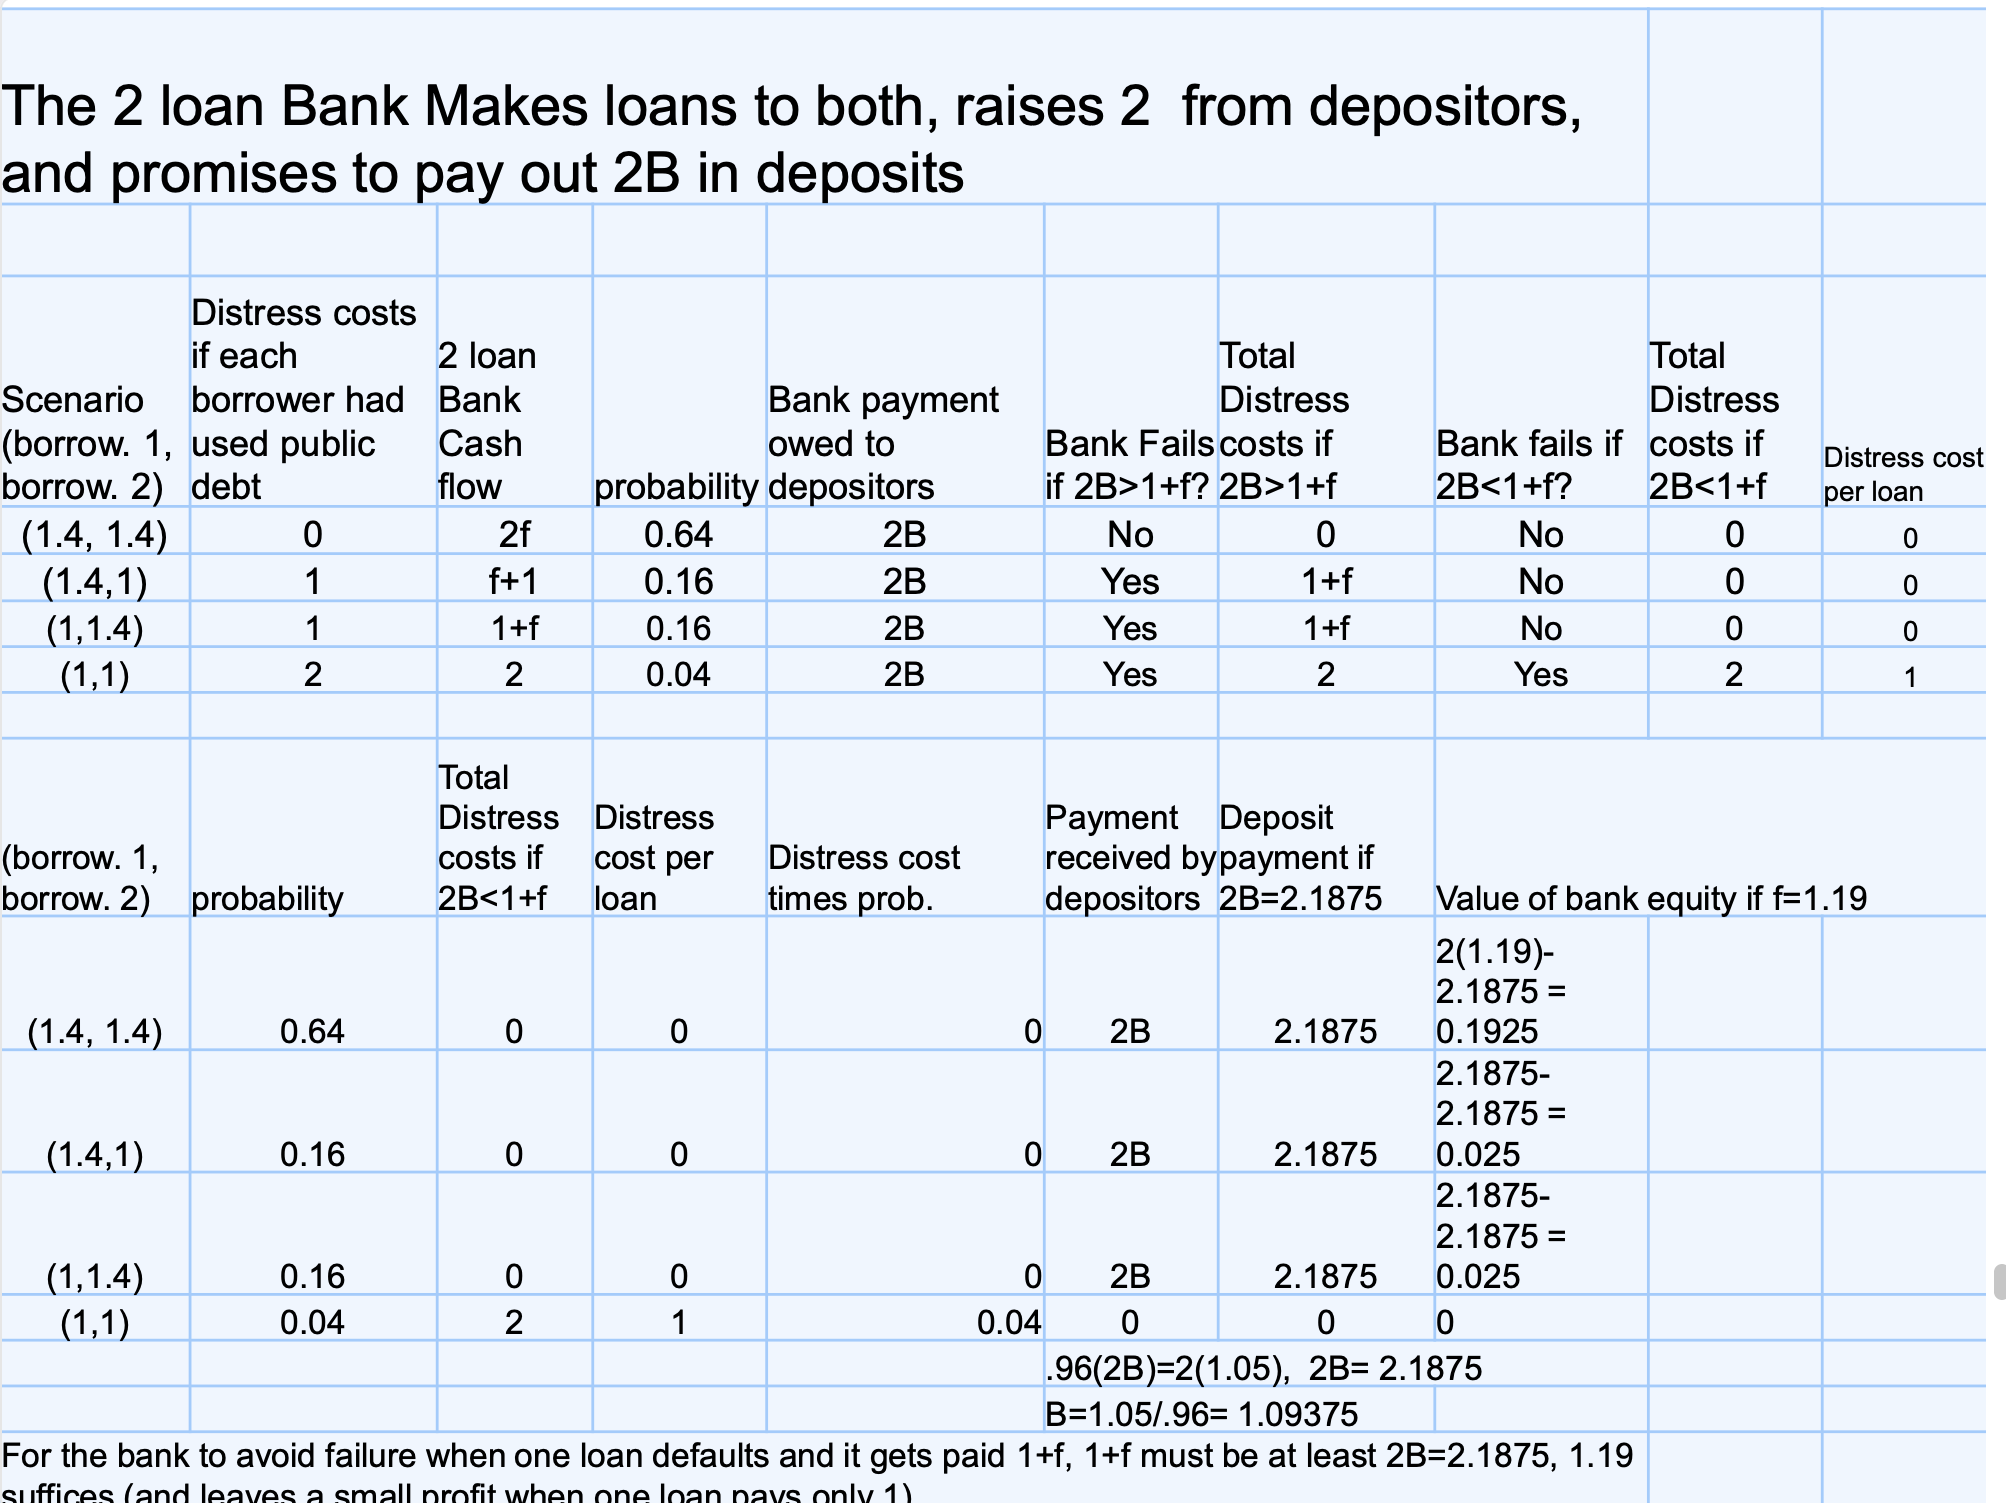 The 2 loan Bank Makes loans to both, raises 2 from depositors,
and promises to pay out 2B in deposits
Scenario (borrow. 1, borrow. 2) Distress costs if each borrower had used public debt 2 loan Bank Cash flow probability Bank payment owed to depositors Bank Fails if 2B>1+f? Total Distress costs if 2B>1+f Bank fails if 2B<1+f? Total Distress costs if 2B<1+f Distress cost per loan
(1.4, 1.4) 0 2f 0.64 2B No 0 No 0 0
(1.4,1) 1 f+1 0.16 2B Yes 1+f No 0 0
(1,1.4) 1 1+f 0.16 2B Yes 1+f No 0 0
(1,1) 2 2 0.04 2B Yes 2 Yes 2 1
(borrow. 1, borrow. 2) probability Total Distress costs if 2B<1+f Distress cost per loan Distress cost times prob. Payment received by depositors Deposit payment if 2B=2.1875 Value of bank equity if f=1.19
(1.4, 1.4) 0.64 0 0 0 2B 2.1875 2(1.19)-2.1875 = 0.1925
(1.4,1) 0.16 0 0 0 2B 2.1875 2.1875-2.1875 = 0.025
(1,1.4) 0.16 0 0 0 2B 2.1875 2.1875-2.1875 = 0.025
(1,1) 0.04 2 1 0.04 0 0 0
.96(2B)=2(1.05), 2B= 2.1875
B=1.05/.96= 1.09375
For the bank to avoid failure when one loan defaults and it gets paid 1+f, 1+f must be at least 2B=2.1875, 1.19
suffices (and leaves a small profit when one loan pays only 1)